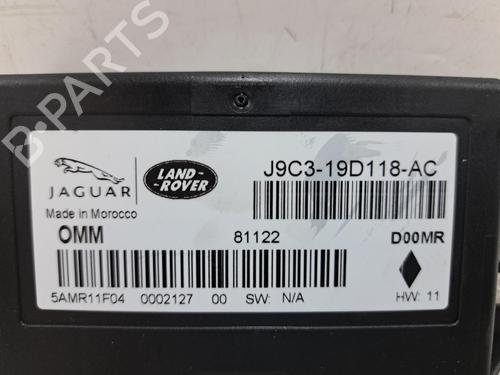 JAGUAR
LAND-
ROVER
J9C3-19D118-AC
Made in Morocco
OMM 81122 D00MR
5AMR11F04 0002127 00 SW: N/A HW: 11
B-PARTS